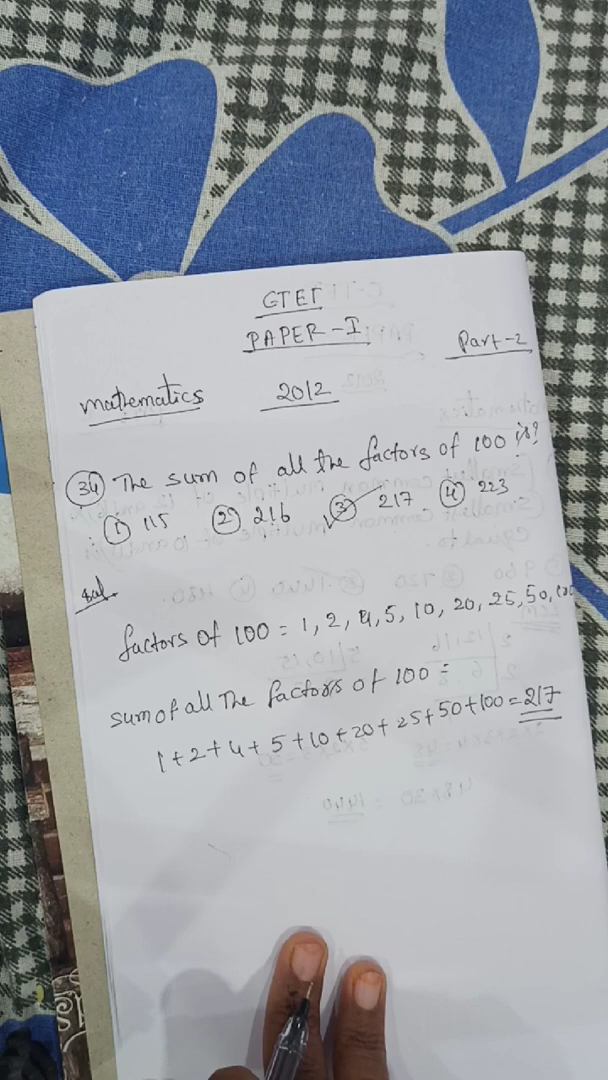 CTET
PAPER-I
Part-2
mathematics 2012
34 The sum of all the factors of 100 is?
1 115 2 216 3 217 4 223
Sol.
factors of 100 = 1, 2, 4, 5, 10, 20, 25, 50, 100
sum of all The factors of 100 =
1+2+4+5+10+20+25+50+100=217